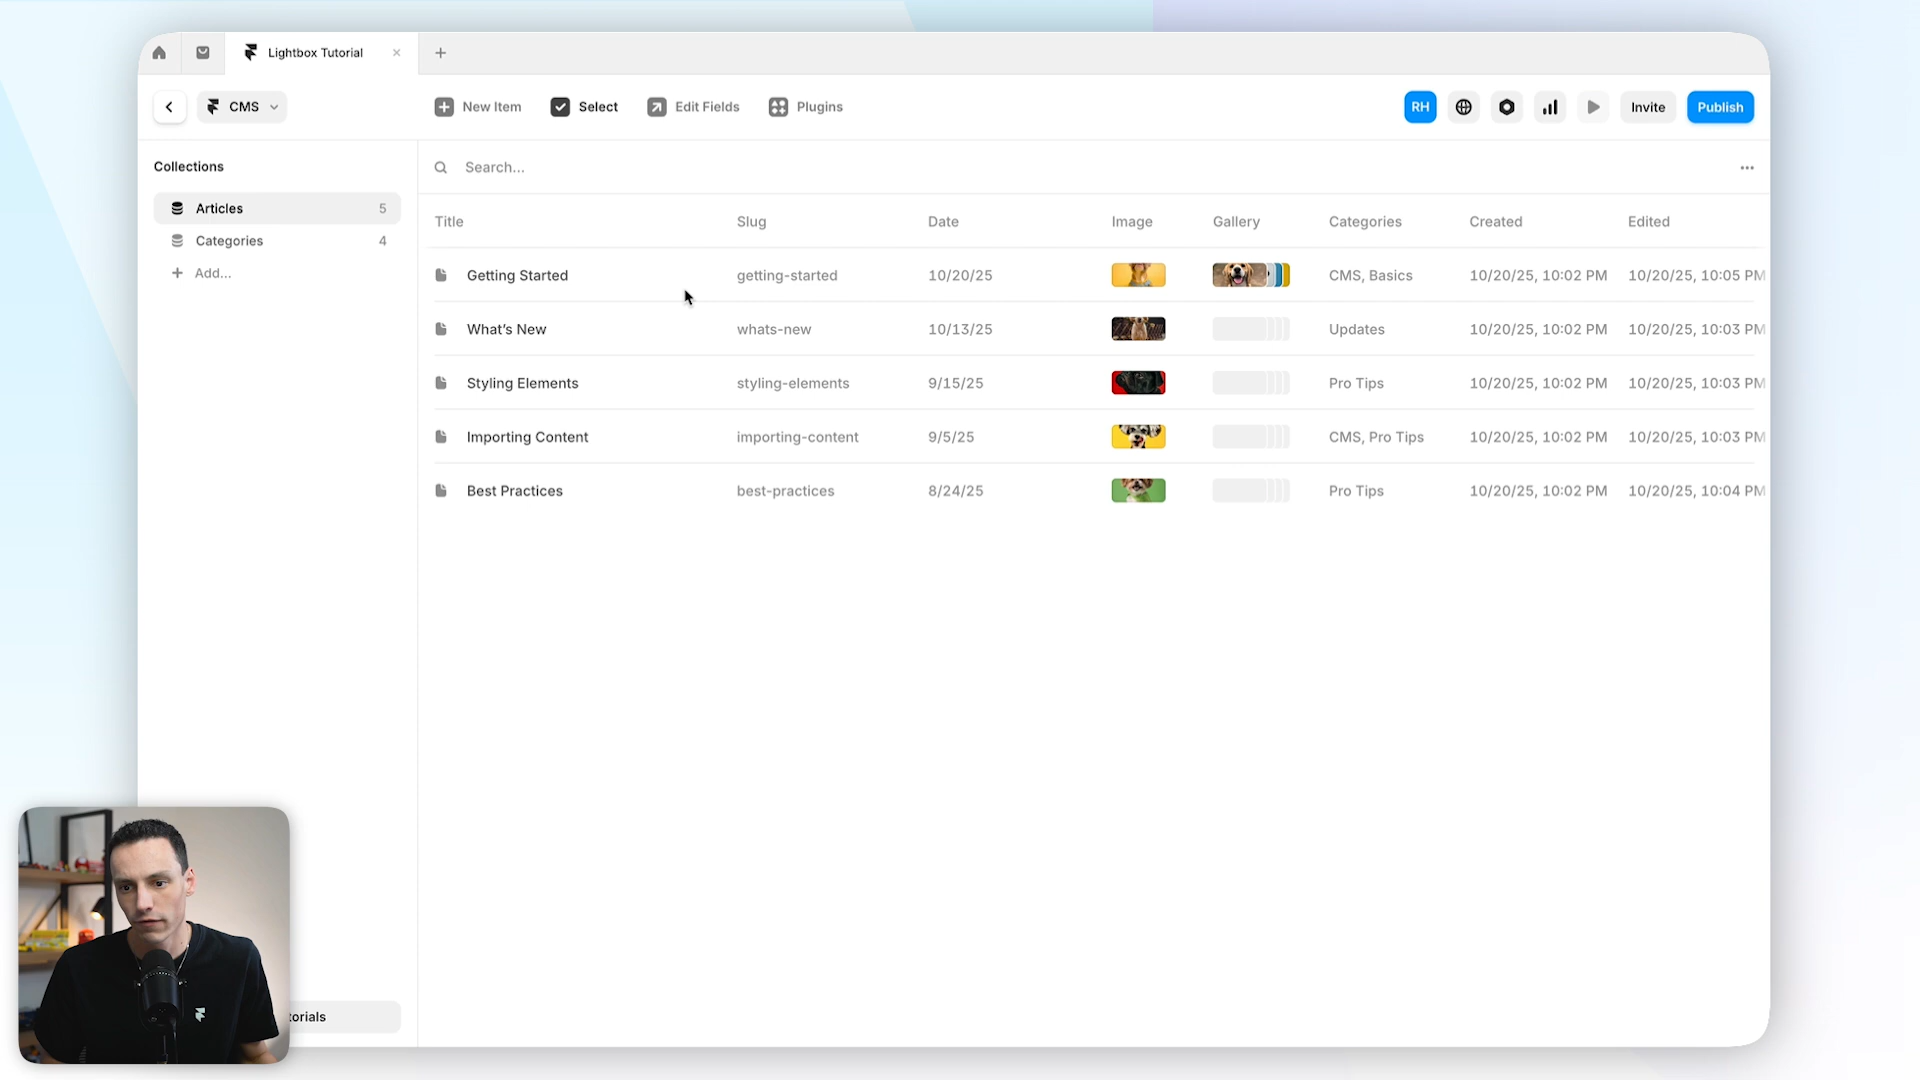 Lightbox Tutorial
CMS
New Item
Select
Edit Fields
Plugins
RH
Invite
Publish
Collections
Articles 5
Categories 4
Add...
Search...
Title Slug Date Image Gallery Categories Created Edited
Getting Started getting-started 10/20/25 CMS, Basics 10/20/25, 10:02 PM 10/20/25, 10:05 PM
What’s New whats-new 10/13/25 Updates 10/20/25, 10:02 PM 10/20/25, 10:03 PM
Styling Elements styling-elements 9/15/25 Pro Tips 10/20/25, 10:02 PM 10/20/25, 10:03 PM
Importing Content importing-content 9/5/25 CMS, Pro Tips 10/20/25, 10:02 PM 10/20/25, 10:03 PM
Best Practices best-practices 8/24/25 Pro Tips 10/20/25, 10:02 PM 10/20/25, 10:04 PM
torials